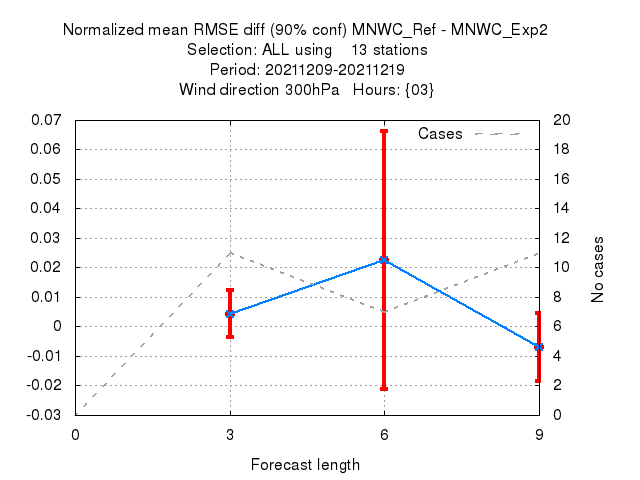 Normalized mean RMSE diff (90% conf) MNWC_Ref - MNWC_Exp2
Selection: ALL using    13 stations
Period: 20211209-20211219
Wind direction 300hPa   Hours: {03}
Cases
0.07
0.06
0.05
0.04
0.03
0.02
0.01
0
-0.01
-0.02
-0.03
20
18
16
14
12
10
8
6
4
2
0
No cases
0 3 6 9
Forecast length